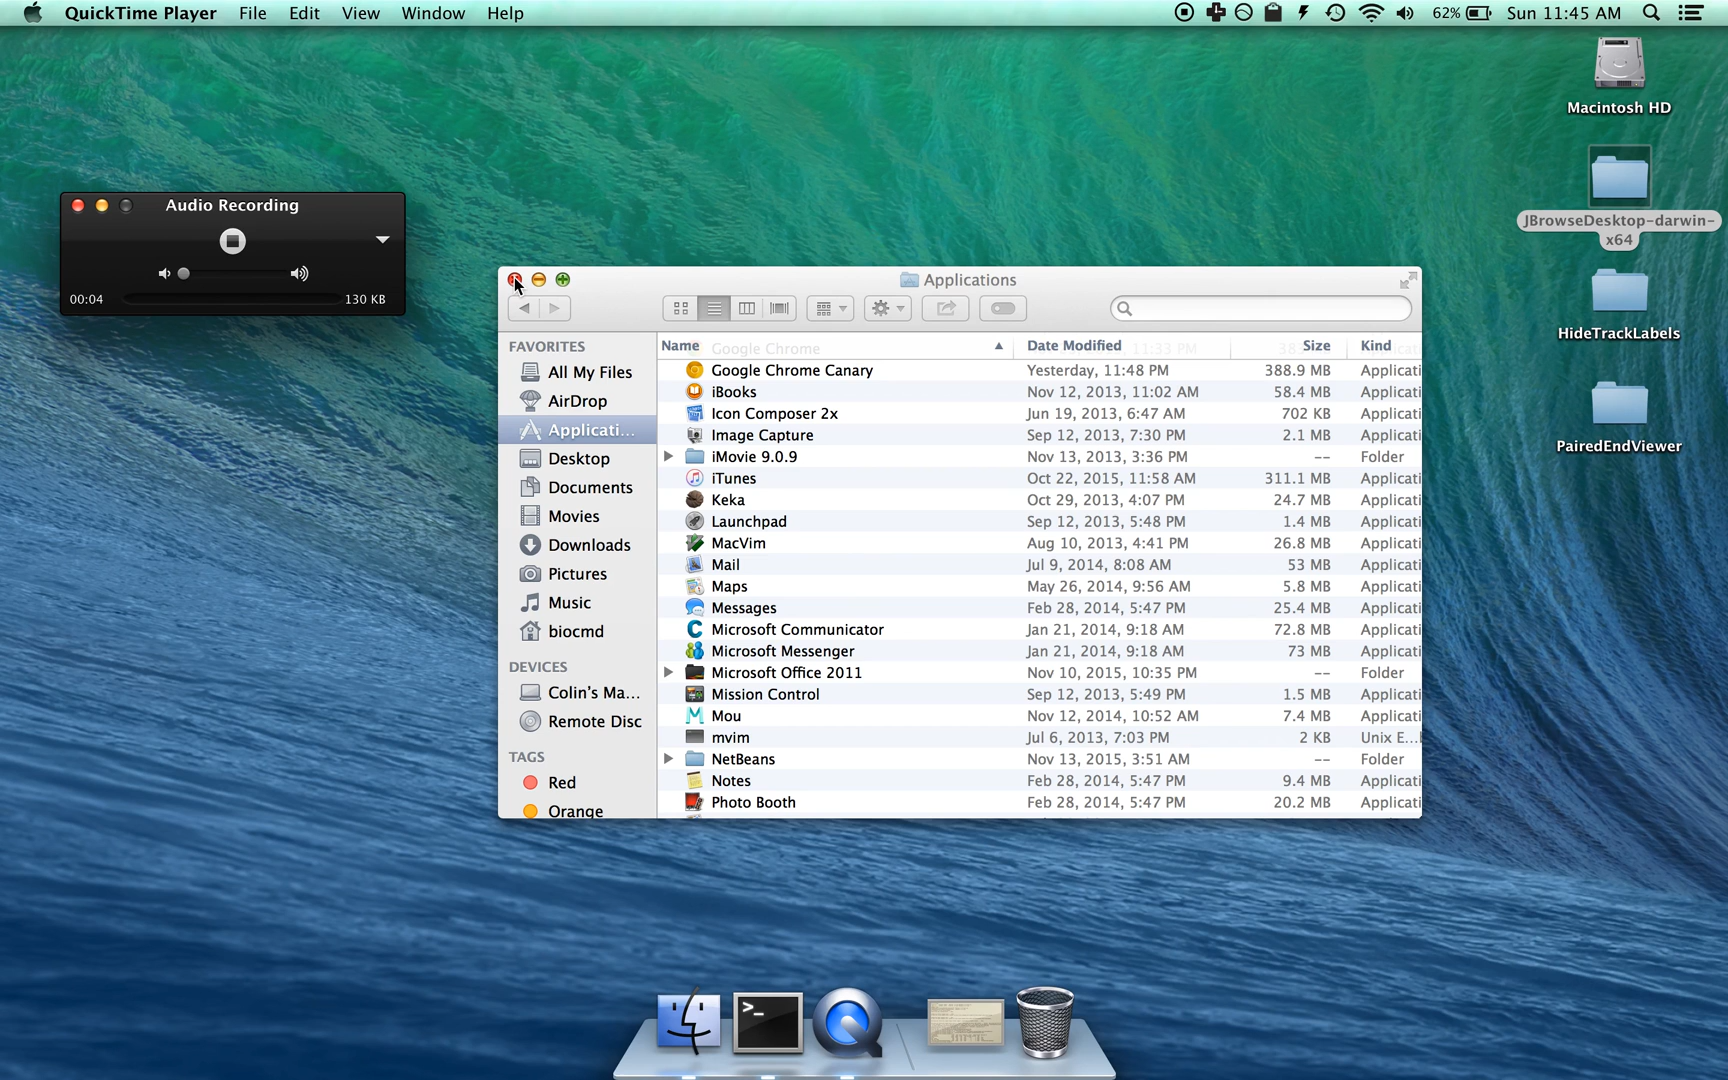 QuickTime Player File Edit View Window Help 62% Sun 11:45 AM
Macintosh HD
JBrowseDesktop-darwin-
x64
HideTrackLabels
PairedEndViewer
Audio Recording
00:04 130 KB
Applications
FAVORITES
All My Files
AirDrop
Applicati...
Desktop
Documents
Movies
Downloads
Pictures
Music
biocmd
DEVICES
Colin's Ma...
Remote Disc
TAGS
Red
Orange
Name Date Modified Size Kind
Google Chrome
Google Chrome Canary Yesterday, 11:48 PM 388.9 MB Applicati
iBooks Nov 12, 2013, 11:02 AM 58.4 MB Applicati
Icon Composer 2x Jun 19, 2013, 6:47 AM 702 KB Applicati
Image Capture Sep 12, 2013, 7:30 PM 2.1 MB Applicati
iMovie 9.0.9 Nov 13, 2013, 3:36 PM -- Folder
iTunes Oct 22, 2015, 11:58 AM 311.1 MB Applicati
Keka Oct 29, 2013, 4:07 PM 24.7 MB Applicati
Launchpad Sep 12, 2013, 5:48 PM 1.4 MB Applicati
MacVim Aug 10, 2013, 4:41 PM 26.8 MB Applicati
Mail Jul 9, 2014, 8:08 AM 53 MB Applicati
Maps May 26, 2014, 9:56 AM 5.8 MB Applicati
Messages Feb 28, 2014, 5:47 PM 25.4 MB Applicati
Microsoft Communicator Jan 21, 2014, 9:18 AM 72.8 MB Applicati
Microsoft Messenger Jan 21, 2014, 9:18 AM 73 MB Applicati
Microsoft Office 2011 Nov 10, 2015, 10:35 PM -- Folder
Mission Control Sep 12, 2013, 5:49 PM 1.5 MB Applicati
Mou Nov 12, 2014, 10:52 AM 7.4 MB Applicati
mvim Jul 6, 2013, 7:03 PM 2 KB Unix E...
NetBeans Nov 13, 2015, 3:51 AM -- Folder
Notes Feb 28, 2014, 5:47 PM 9.4 MB Applicati
Photo Booth Feb 28, 2014, 5:47 PM 20.2 MB Applicati